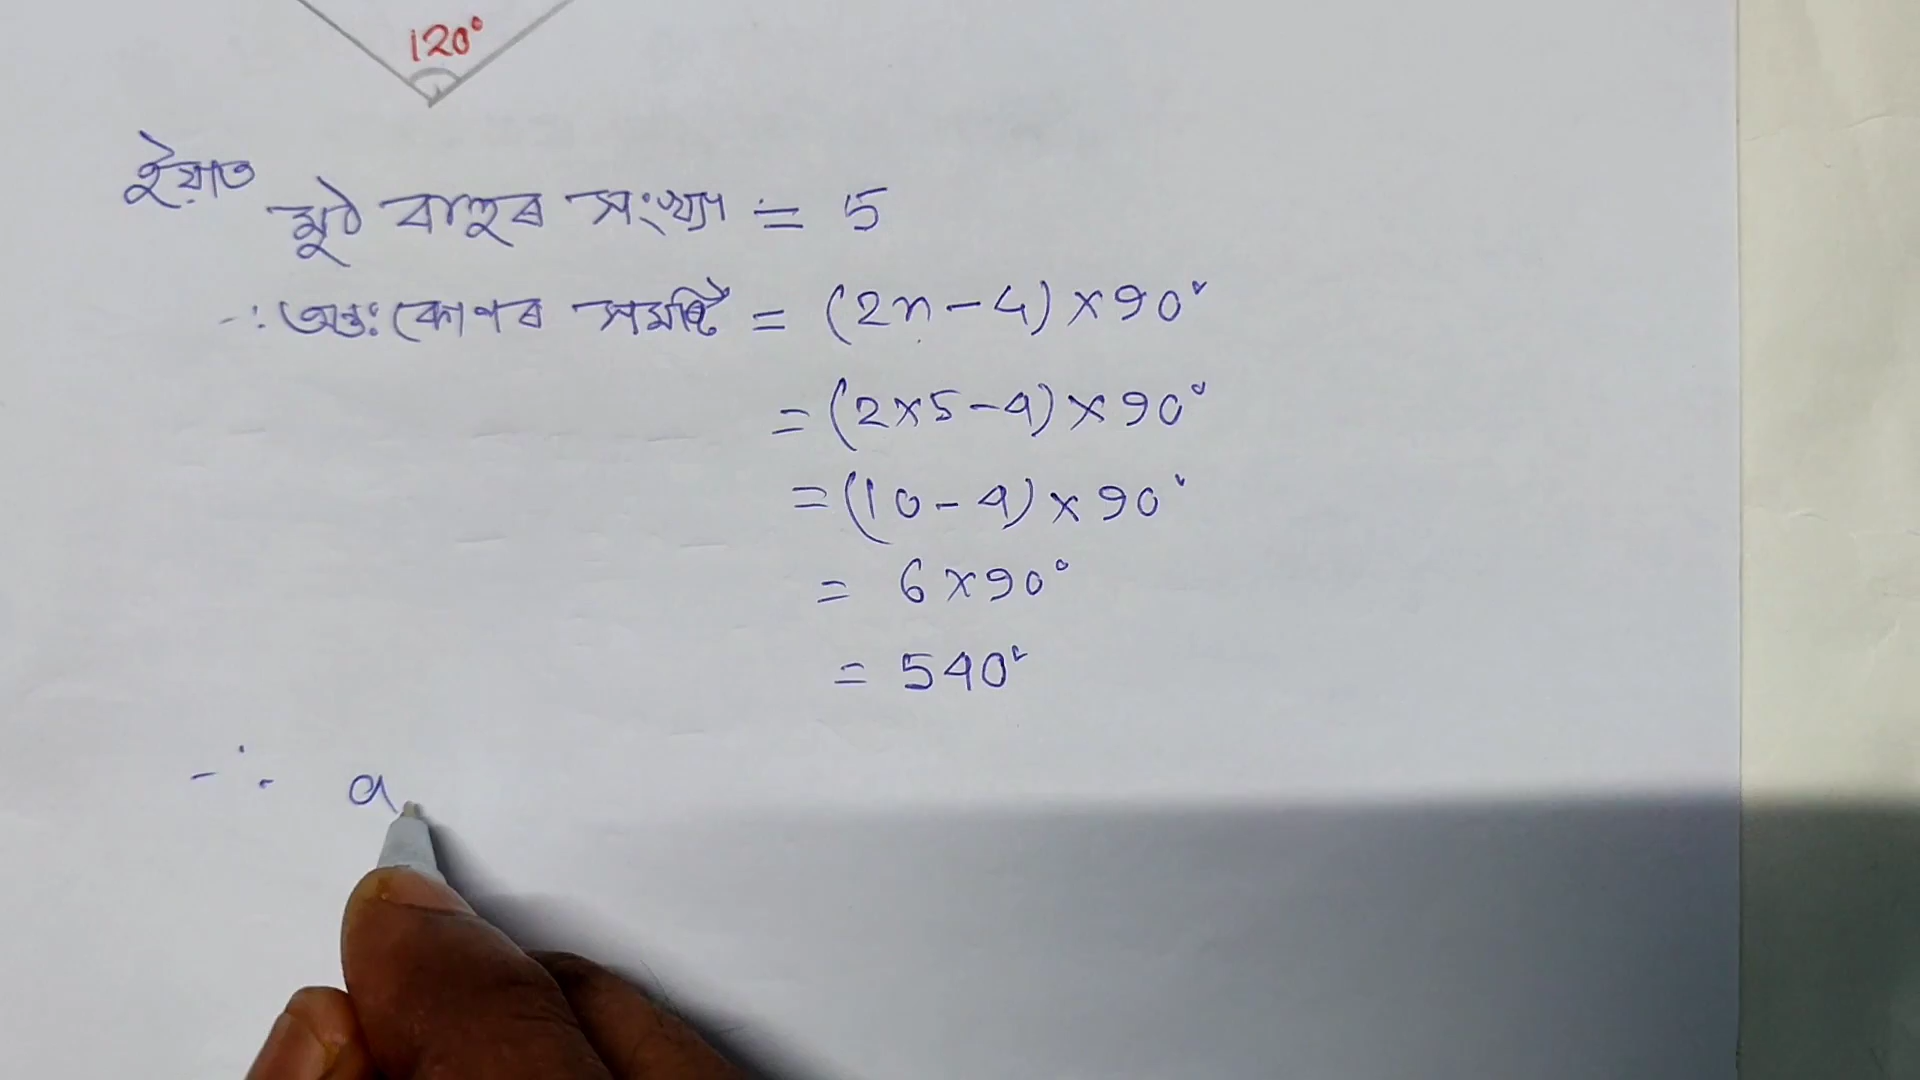 120°
ইয়াত
মুঠ বাহুৰ সংখ্যা = 5
∴ অন্তঃকোণৰ সমষ্টি = (2n-4)×90°
= (2×5-4)×90°
= (10-4)×90°
= 6×90°
= 540°
∴ a